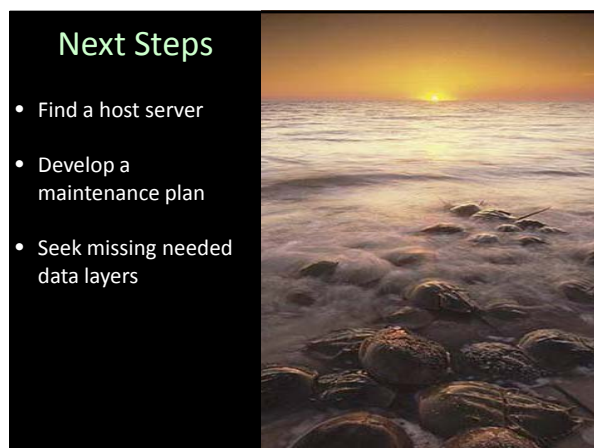 Next Steps
• Find a host server
• Develop a
maintenance plan
• Seek missing needed
data layers